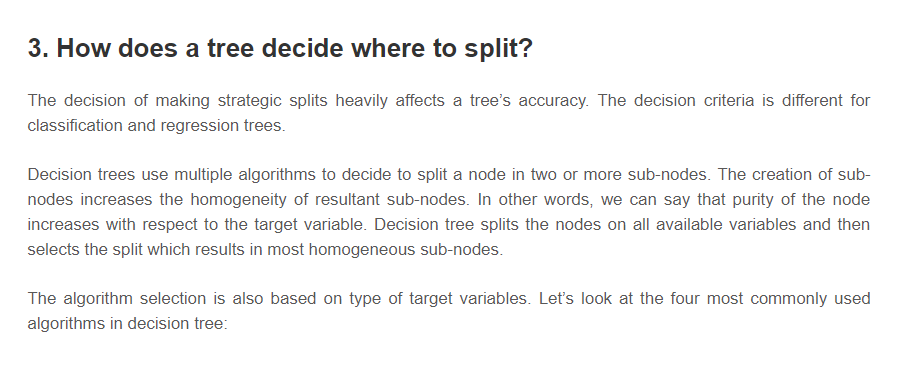 3. How does a tree decide where to split?
The decision of making strategic splits heavily affects a tree’s accuracy. The decision criteria is different for
classification and regression trees.
Decision trees use multiple algorithms to decide to split a node in two or more sub-nodes. The creation of sub-
nodes increases the homogeneity of resultant sub-nodes. In other words, we can say that purity of the node
increases with respect to the target variable. Decision tree splits the nodes on all available variables and then
selects the split which results in most homogeneous sub-nodes.
The algorithm selection is also based on type of target variables. Let’s look at the four most commonly used
algorithms in decision tree: